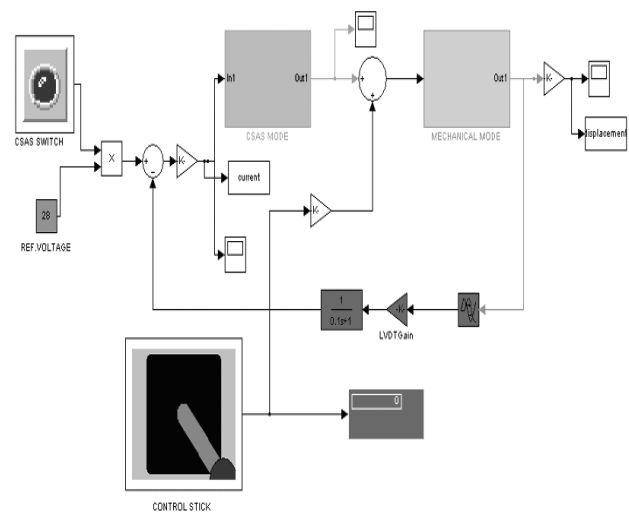 CSAS SWITCH
28
REF.VOLTAGE
X
+
-
K-
In1
Out1
CSAS MODE
current
+
+
In1
Out1
MECHANICAL MODE
K-
displacement
K-
1
0.1s+1
-K-
LVDTGain
0
CONTROL STICK